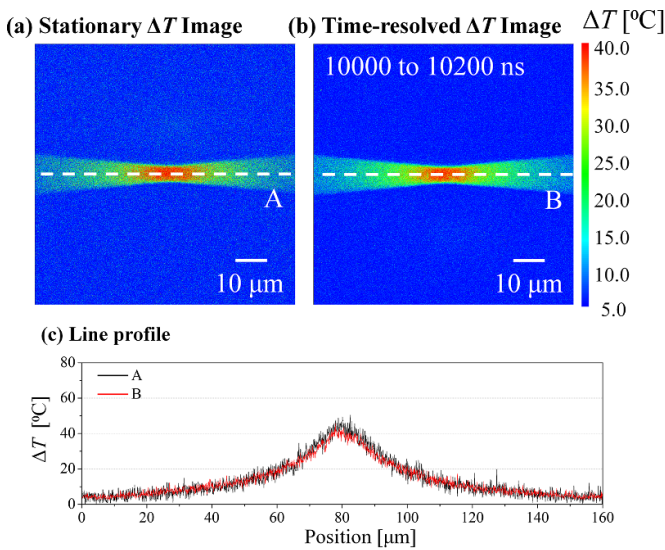 (a) Stationary ΔT Image
(b) Time-resolved ΔT Image
ΔT [ºC]
10000 to 10200 ns
A
10 μm
B
10 μm
40.0
35.0
30.0
25.0
20.0
15.0
10.0
5.0
(c) Line profile
A
B
ΔT [ºC]
80
60
40
20
0
0 20 40 60 80 100 120 140 160
Position [μm]